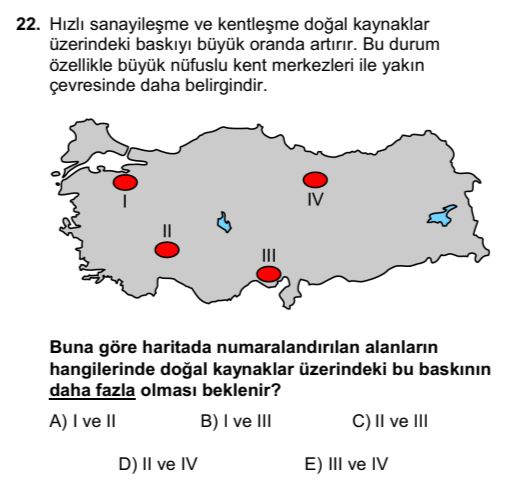 22. Hızlı sanayileşme ve kentleşme doğal kaynaklar
üzerindeki baskıyı büyük oranda artırır. Bu durum
özellikle büyük nüfuslu kent merkezleri ile yakın
çevresinde daha belirgindir.
I
IV
II
III
Buna göre haritada numaralandırılan alanların
hangilerinde doğal kaynaklar üzerindeki bu baskının
daha fazla olması beklenir?
A) I ve II B) I ve III C) II ve III
D) II ve IV E) III ve IV